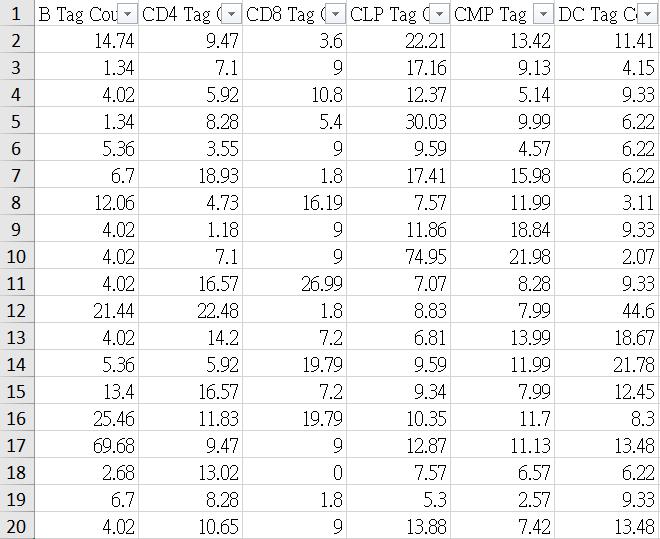 1 B Tag Cou CD4 Tag CD8 Tag CLP Tag CMP Tag DC Tag C
2 14.74 9.47 3.6 22.21 13.42 11.41
3 1.34 7.1 9 17.16 9.13 4.15
4 4.02 5.92 10.8 12.37 5.14 9.33
5 1.34 8.28 5.4 30.03 9.99 6.22
6 5.36 3.55 9 9.59 4.57 6.22
7 6.7 18.93 1.8 17.41 15.98 6.22
8 12.06 4.73 16.19 7.57 11.99 3.11
9 4.02 1.18 9 11.86 18.84 9.33
10 4.02 7.1 9 74.95 21.98 2.07
11 4.02 16.57 26.99 7.07 8.28 9.33
12 21.44 22.48 1.8 8.83 7.99 44.6
13 4.02 14.2 7.2 6.81 13.99 18.67
14 5.36 5.92 19.79 9.59 11.99 21.78
15 13.4 16.57 7.2 9.34 7.99 12.45
16 25.46 11.83 19.79 10.35 11.7 8.3
17 69.68 9.47 9 12.87 11.13 13.48
18 2.68 13.02 0 7.57 6.57 6.22
19 6.7 8.28 1.8 5.3 2.57 9.33
20 4.02 10.65 9 13.88 7.42 13.48